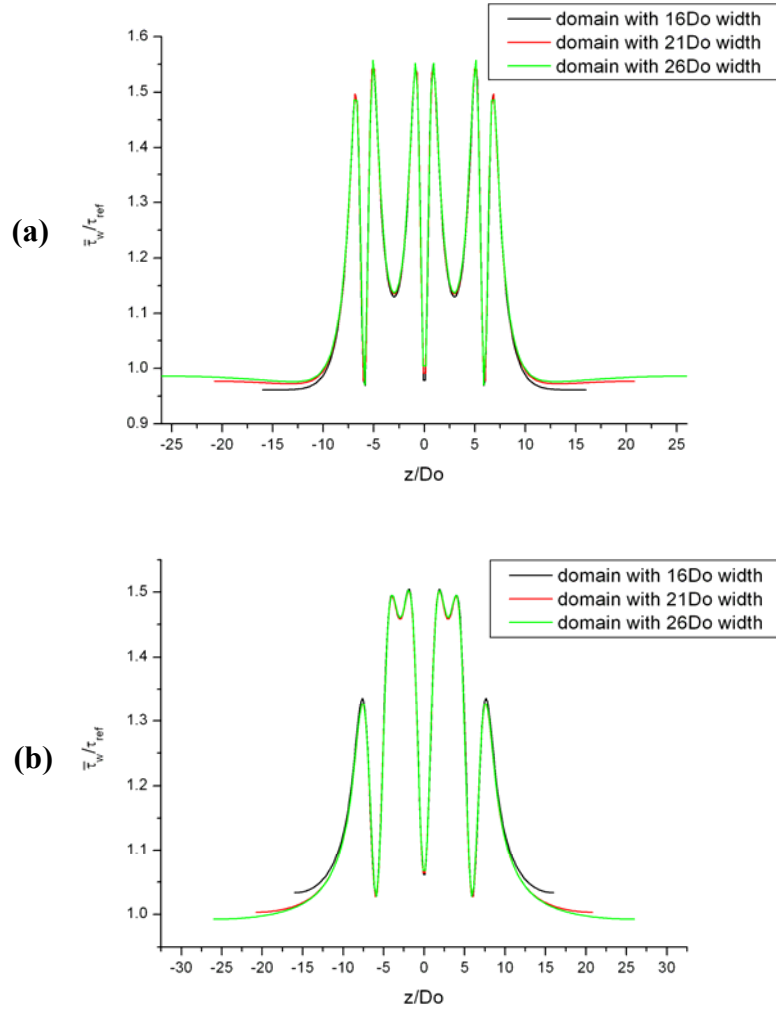 (a)
domain with 16Do width
domain with 21Do width
domain with 26Do width
1.6
1.5
1.4
1.3
1.2
1.1
1.0
0.9
τ̅w/τref
-25 -20 -15 -10 -5 0 5 10 15 20 25
z/Do
(b)
domain with 16Do width
domain with 21Do width
domain with 26Do width
1.5
1.4
1.3
1.2
1.1
1.0
τ̅w/τref
-30 -25 -20 -15 -10 -5 0 5 10 15 20 25 30
z/Do